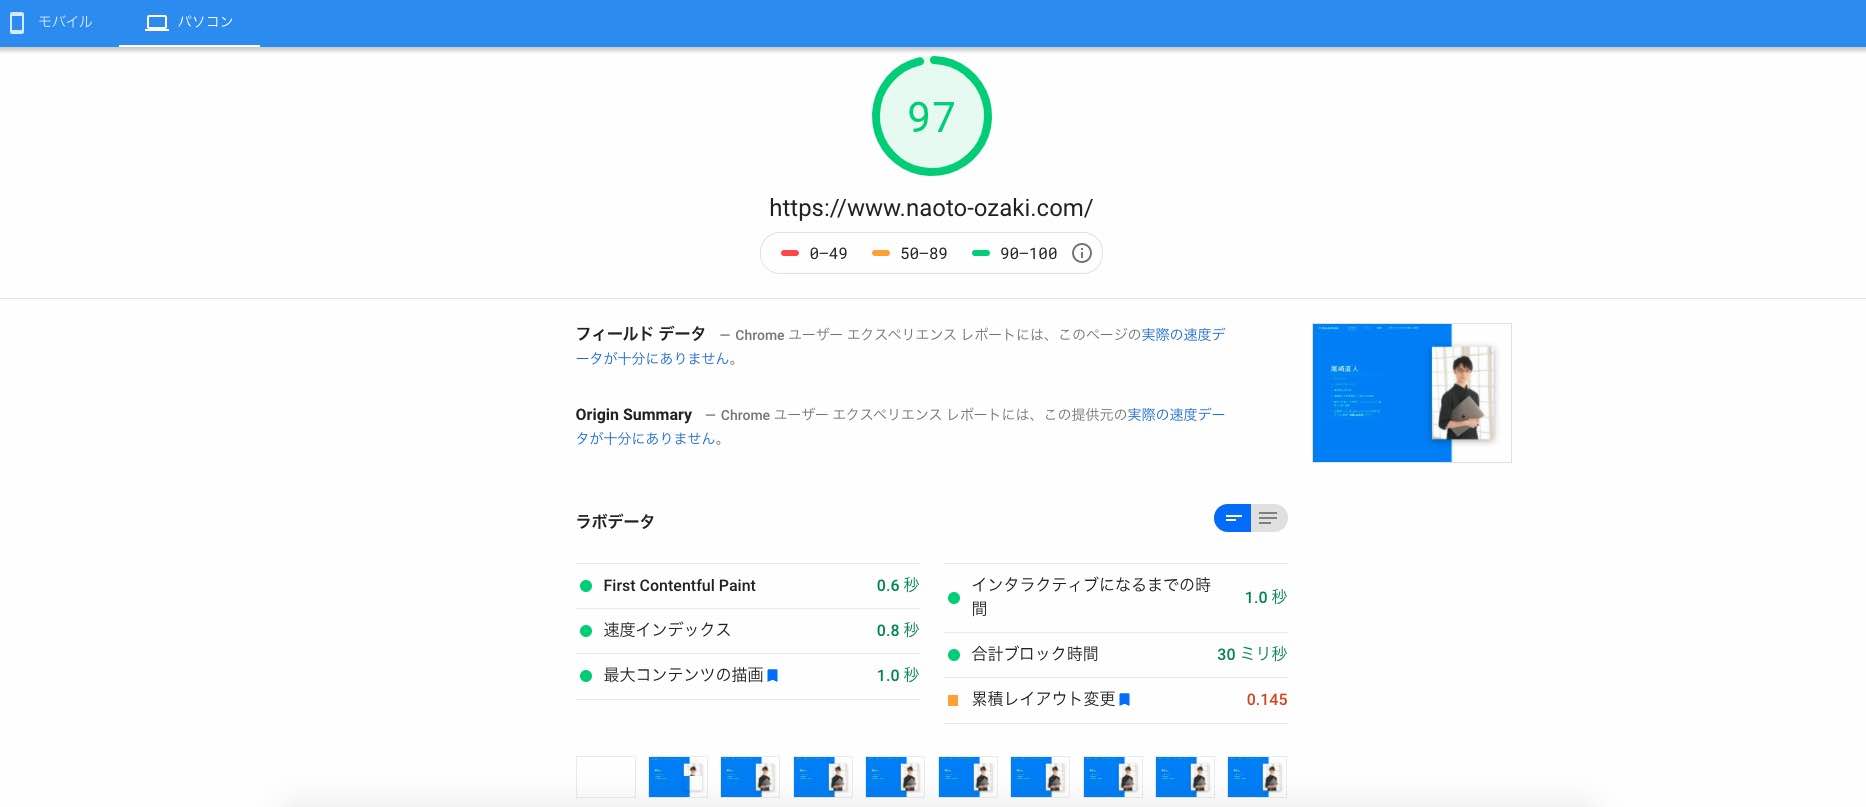 モバイル
パソコン
97
https://www.naoto-ozaki.com/
0–49 50–89 90–100
フィールド データ — Chrome ユーザー エクスペリエンス レポートには、このページの実際の速度デ
ータが十分にありません。
Origin Summary — Chrome ユーザー エクスペリエンス レポートには、この提供元の実際の速度デー
タが十分にありません。
ラボデータ
First Contentful Paint 0.6 秒
速度インデックス 0.8 秒
最大コンテンツの描画 1.0 秒
インタラクティブになるまでの時
間 1.0 秒
合計ブロック時間 30 ミリ秒
累積レイアウト変更 0.145